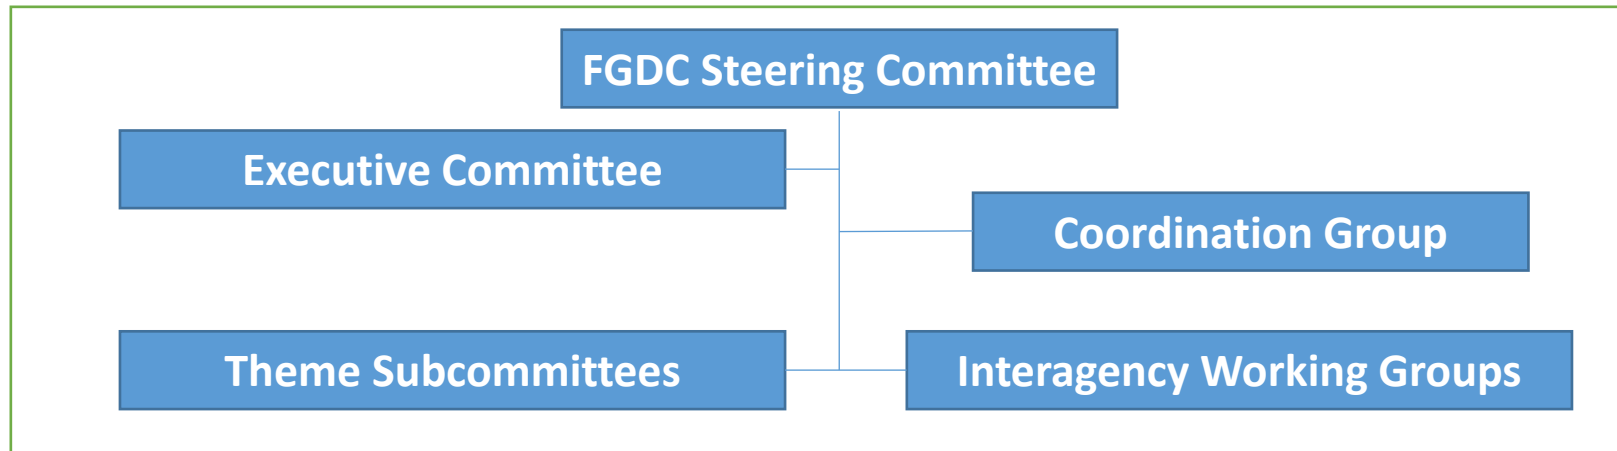 FGDC Steering Committee
Executive Committee
Coordination Group
Theme Subcommittees
Interagency Working Groups